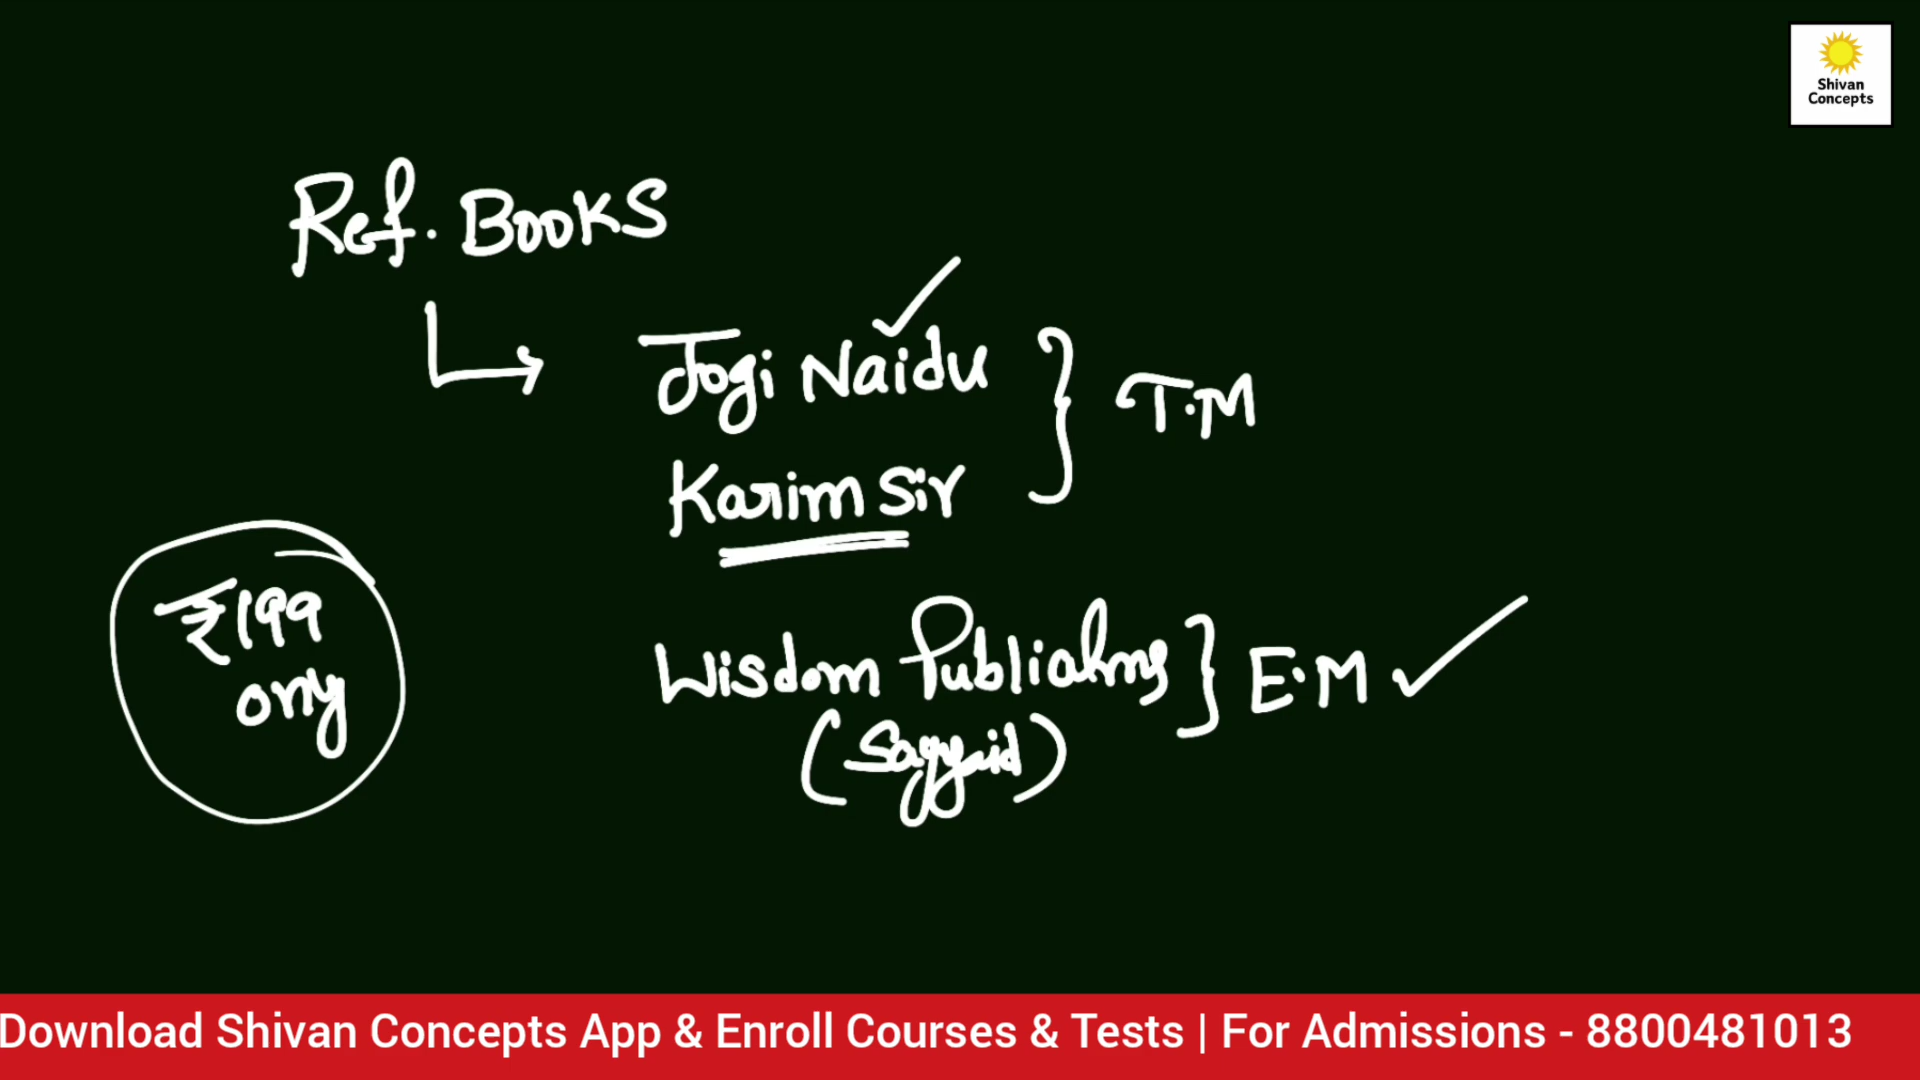 Shivan
Concepts
Ref. Books
Jogi Naidu
T.M
Karim Sir
₹199
only
Wisdom Publications
E.M
(Sayyaid)
Download Shivan Concepts App & Enroll Courses & Tests | For Admissions - 8800481013